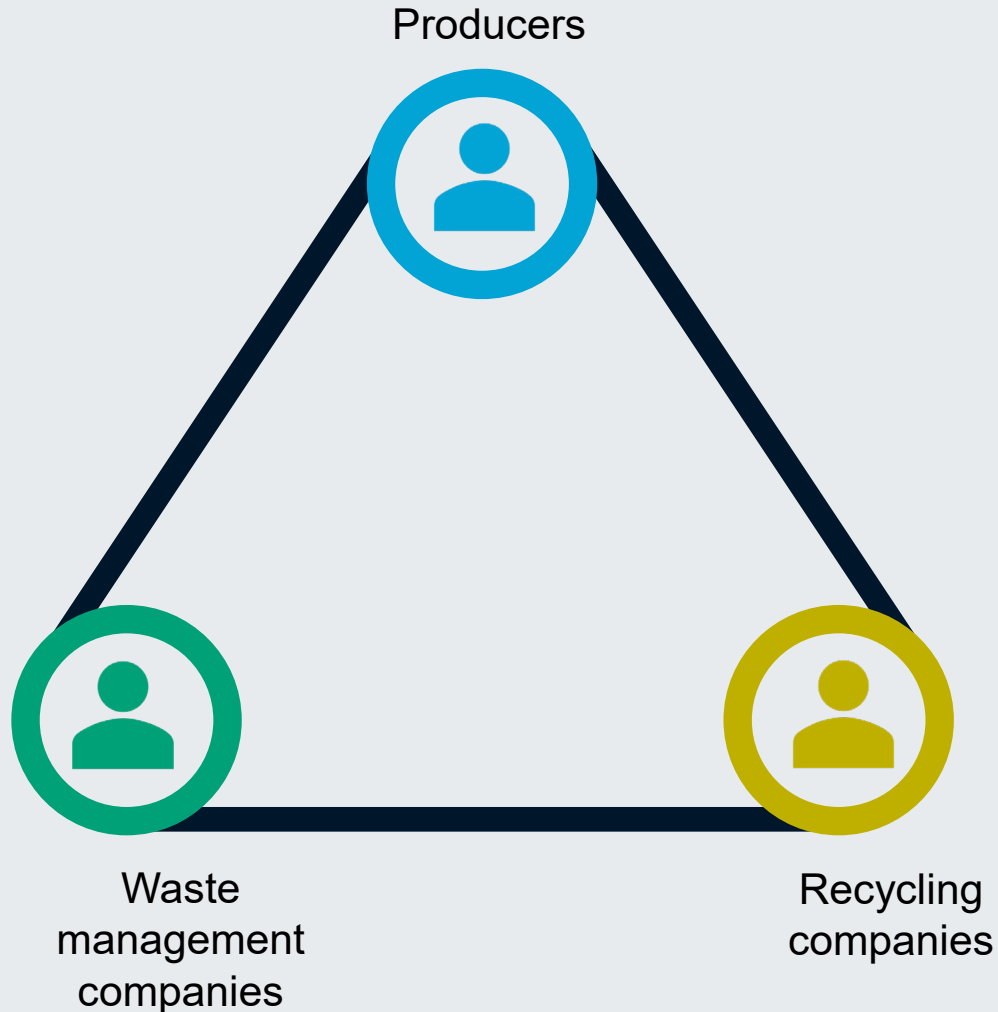 Producers
Waste
management
companies
Recycling
companies